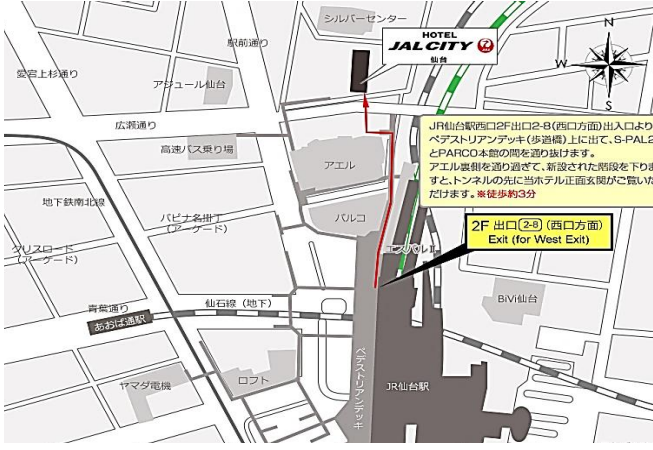 シルバーセンター
HOTEL
JAL CITY
仙台
N
W
E
S
駅前通り
愛宕上杉通り
アジュール仙台
広瀬通り
高速バス乗り場
アエル
JR仙台駅西口2F出口2-8(西口方面)出入口より
ペデストリアンデッキ(歩道橋)上に出て、S-PAL2
とPARCO本館の間を通り抜けます。
アエル裏側を通り過ぎて、新設された階段を下りま
すと、トンネルの先に当ホテル正面玄関がご覧いた
だけます。※徒歩約3分
地下鉄南北線
パピナ名掛丁
(アーケード)
パルコ
2F 出口 2-8 (西口方面)
Exit (for West Exit)
クリスロード
(アーケード)
エスパルⅡ
青葉通り
仙石線(地下)
BiVi仙台
あおば通駅
ペデストリアンデッキ
ヤマダ電機
ロフト
JR仙台駅